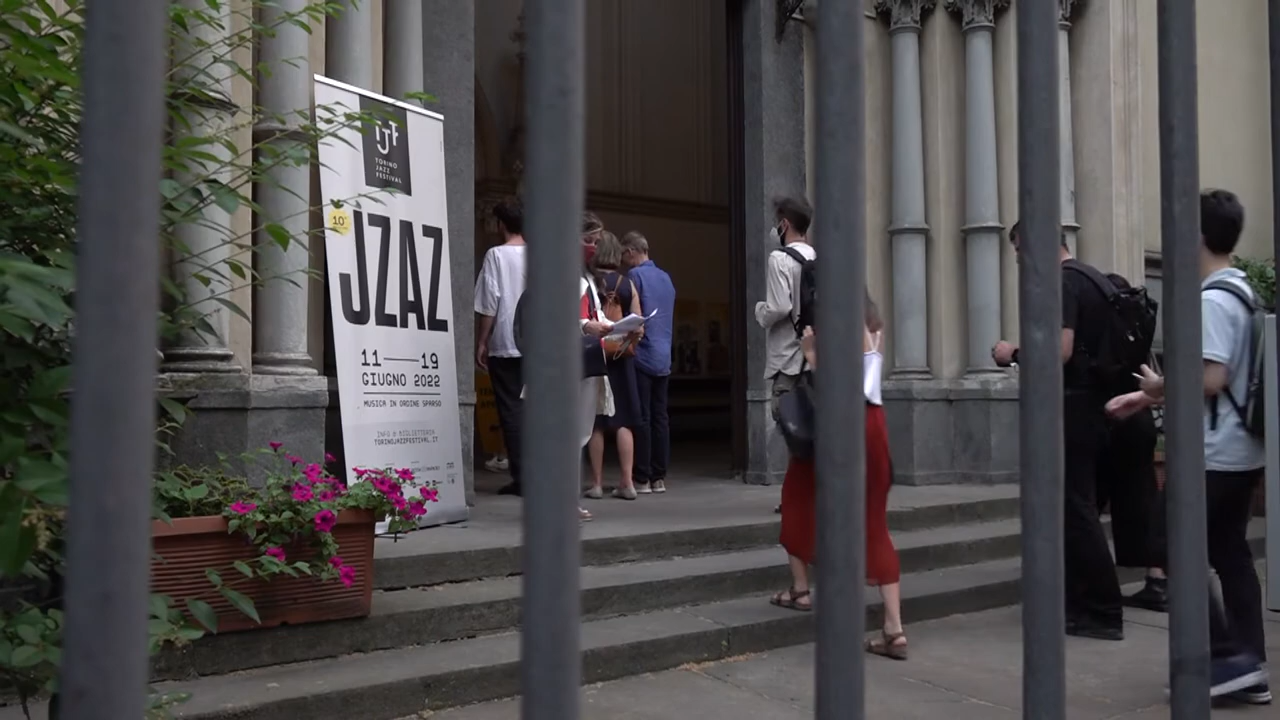 TJF
TORINO
JAZZ
FESTIVAL
10°
JZAZ
11——19
GIUGNO 2022
MUSICA IN ORDINE SPARSO
INFO & BIGLIETTERIA
TORINOJAZZFESTIVAL.IT